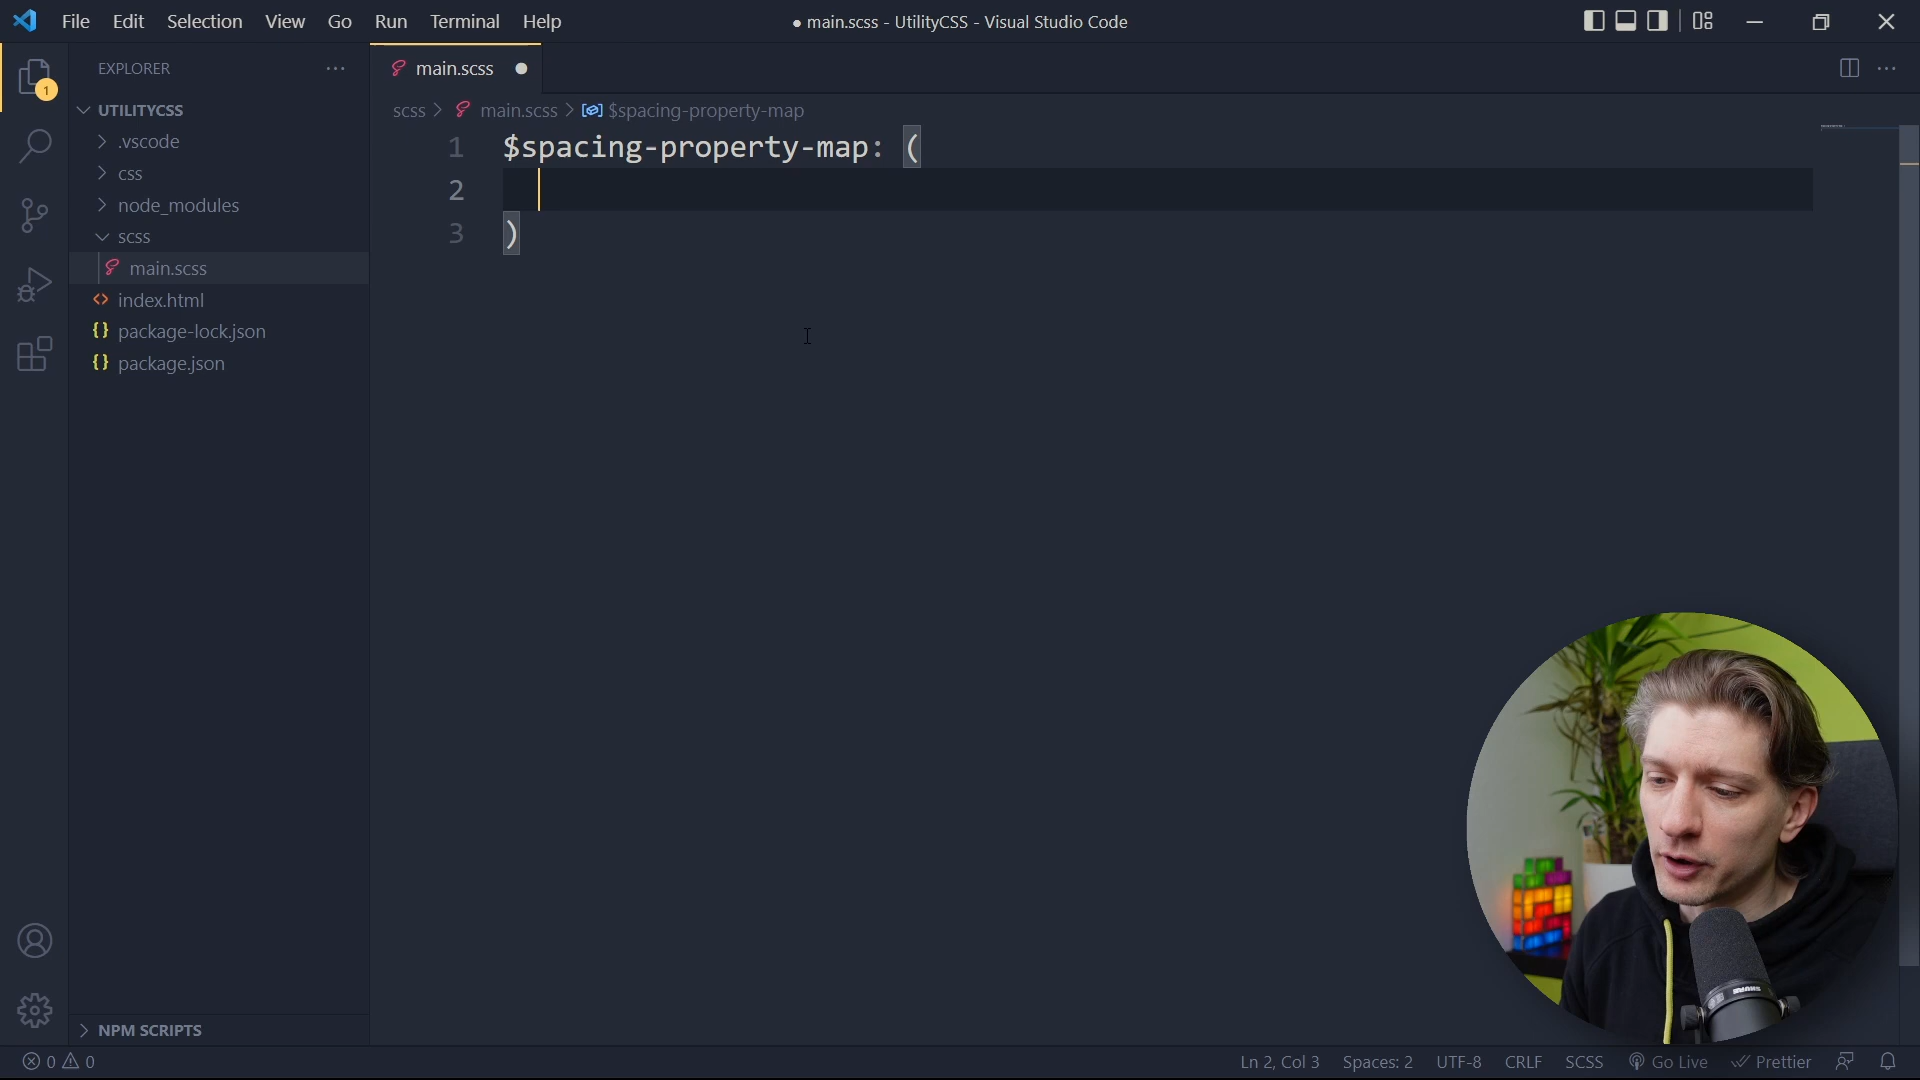 File Edit Selection View Go Run Terminal Help
● main.scss - UtilityCSS - Visual Studio Code
EXPLORER
main.scss
1
UTILITYCSS
scss > main.scss > $spacing-property-map
.vscode
css
node_modules
scss
main.scss
index.html
package-lock.json
package.json
1 $spacing-property-map: (
2
3 )
NPM SCRIPTS
0 0
Ln 2, Col 3 Spaces: 2 UTF-8 CRLF SCSS Go Live Prettier
SHURE